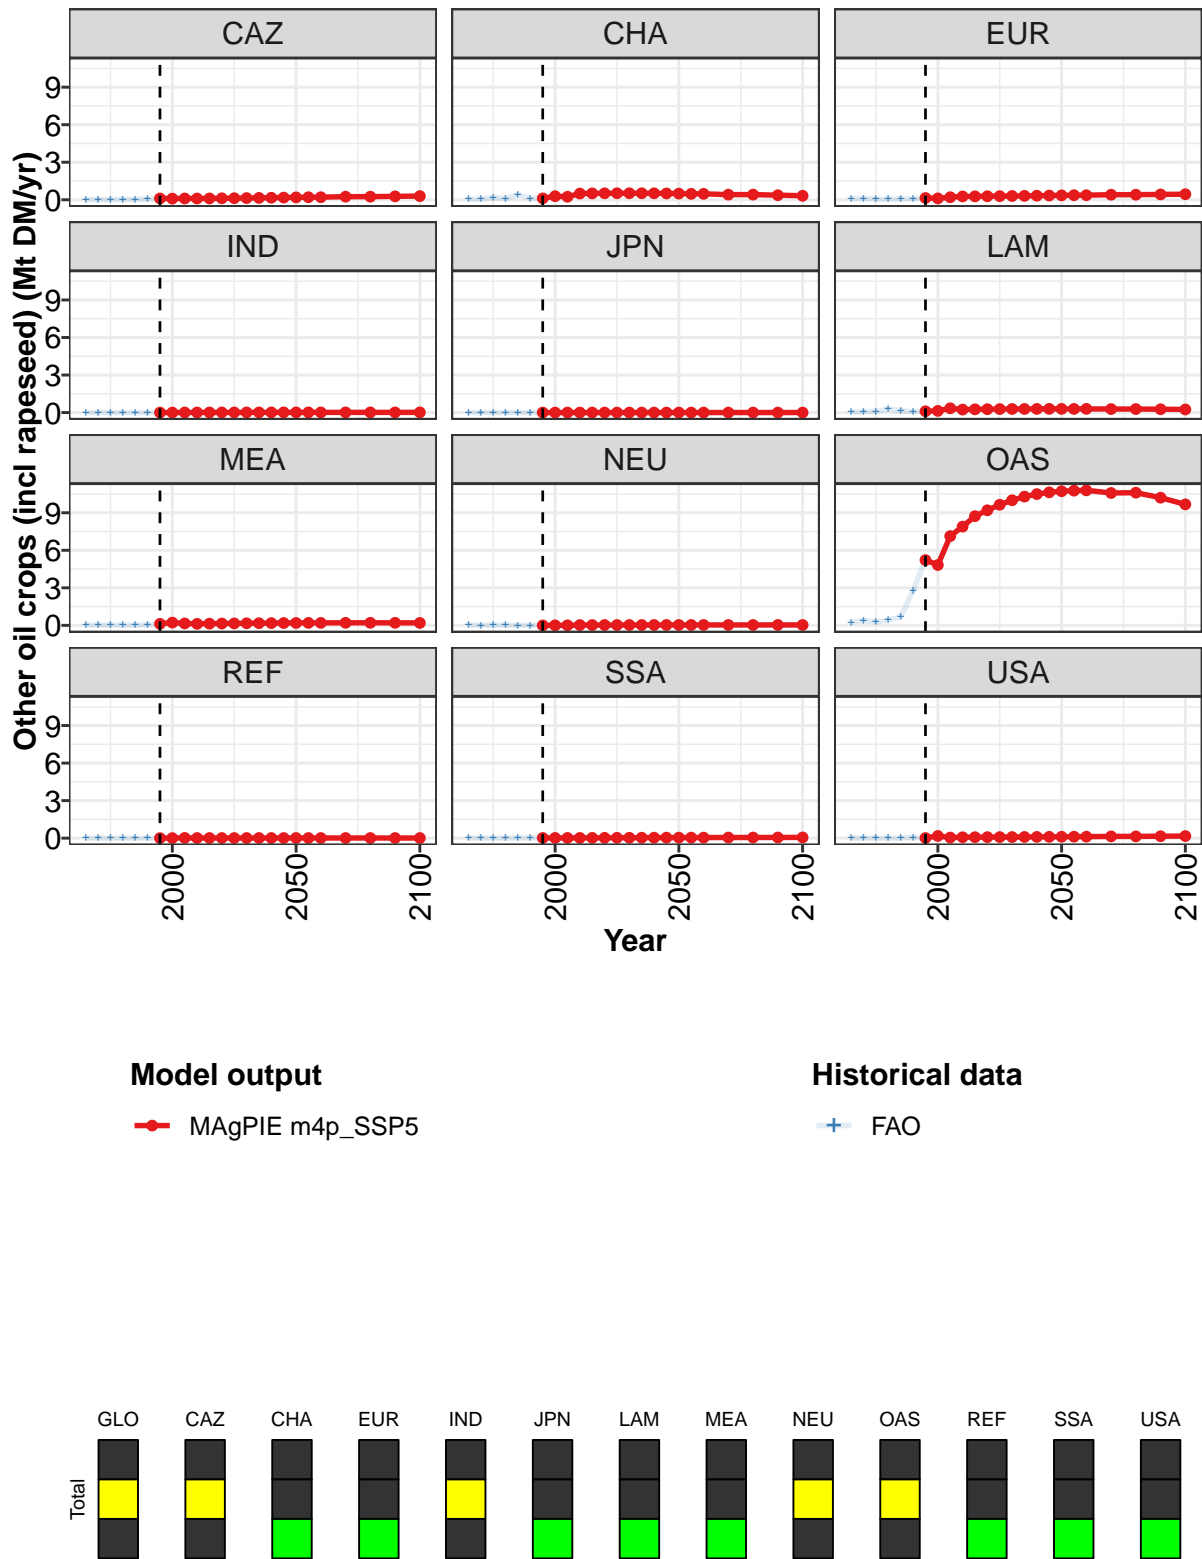 CAZ CHA EUR
9
6
3
0
IND JPN LAM
9
6
3
0
MEA NEU OAS
9
6
3
0
REF SSA USA
9
6
3
0
Other oil crops (incl rapeseed) (Mt DM/yr)
2000 2050 2100 2000 2050 2100 2000 2050 2100
Year
Model output Historical data
MAgPIE m4p_SSP5 FAO
GLO CAZ CHA EUR IND JPN LAM MEA NEU OAS REF SSA USA
Total